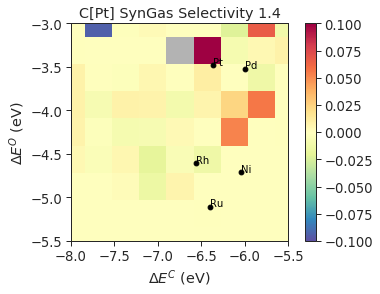 C[Pt] SynGas Selectivity 1.4
−3.0
−3.5
−4.0
−4.5
−5.0
−5.5
ΔE^O (eV)
−8.0 −7.5 −7.0 −6.5 −6.0 −5.5
ΔE^C (eV)
Pt
Pd
Rh
Ni
Ru
0.100
0.075
0.050
0.025
0.000
−0.025
−0.050
−0.075
−0.100